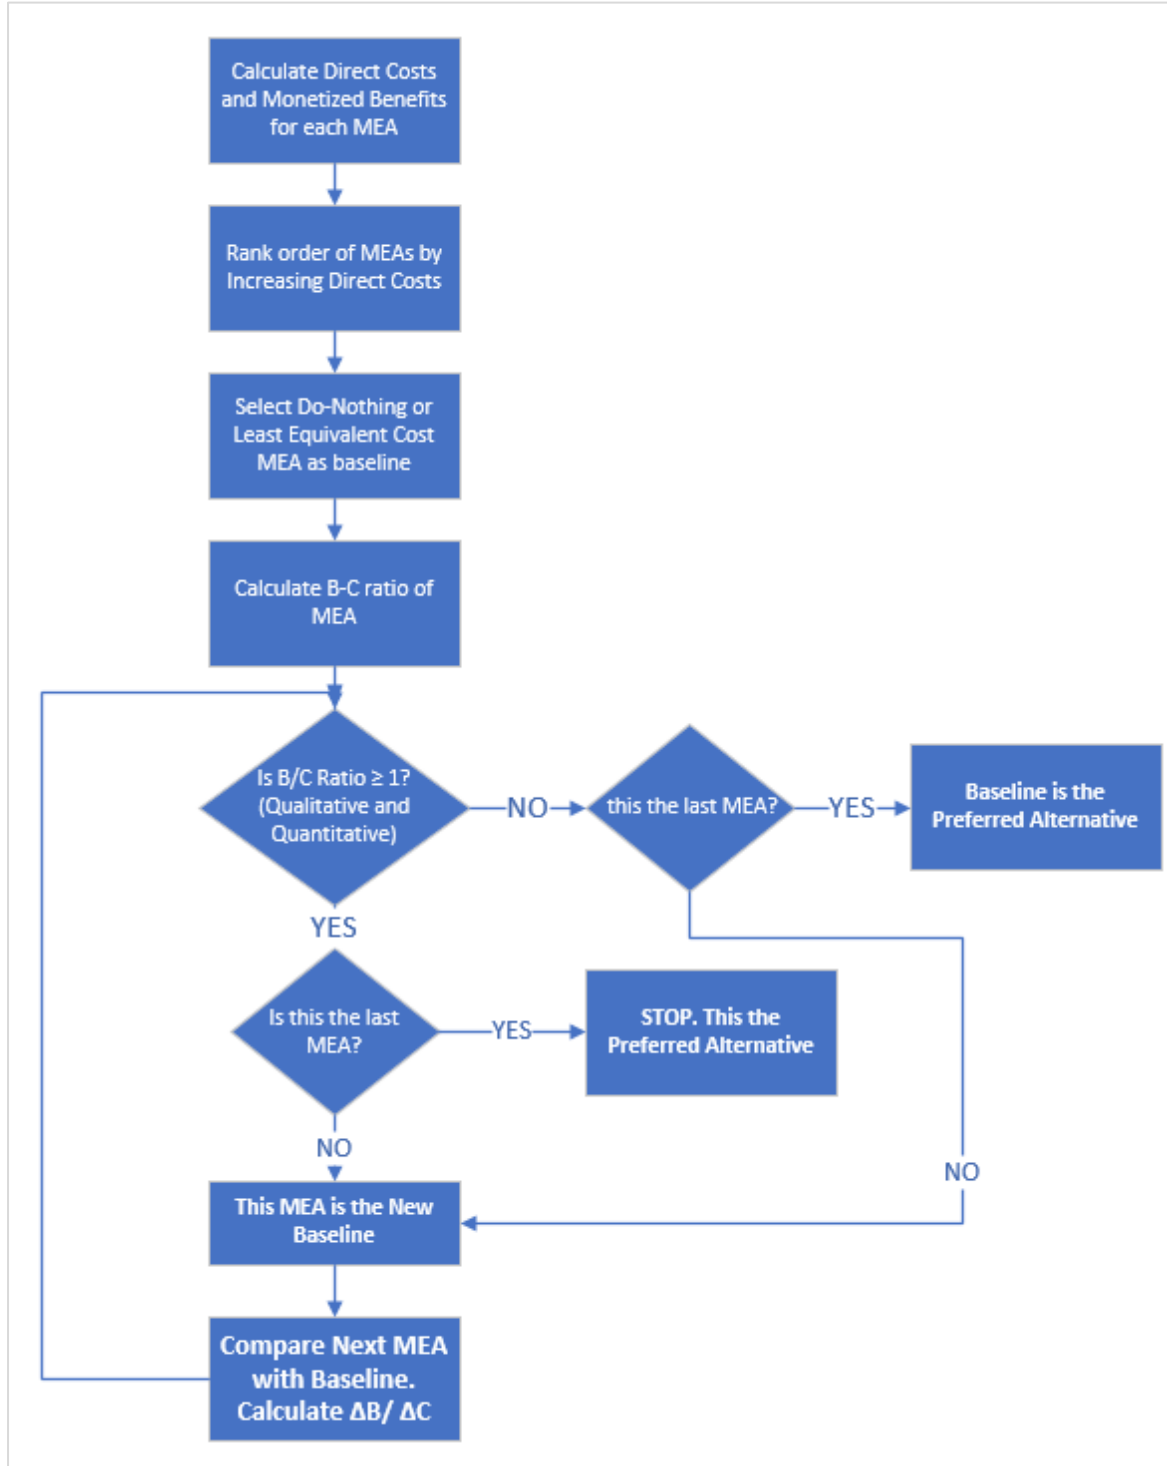 Calculate Direct Costs
and Monetized Benefits
for each MEA
Rank order of MEAs by
Increasing Direct Costs
Select Do-Nothing or
Least Equivalent Cost
MEA as baseline
Calculate B-C ratio of
MEA
Is B/C Ratio ≥ 1?
(Qualitative and
Quantitative)
NO
this the last MEA?
YES
Baseline is the
Preferred Alternative
YES
Is this the last
MEA?
YES
STOP. This the
Preferred Alternative
NO
NO
This MEA is the New
Baseline
Compare Next MEA
with Baseline.
Calculate ΔB/ ΔC